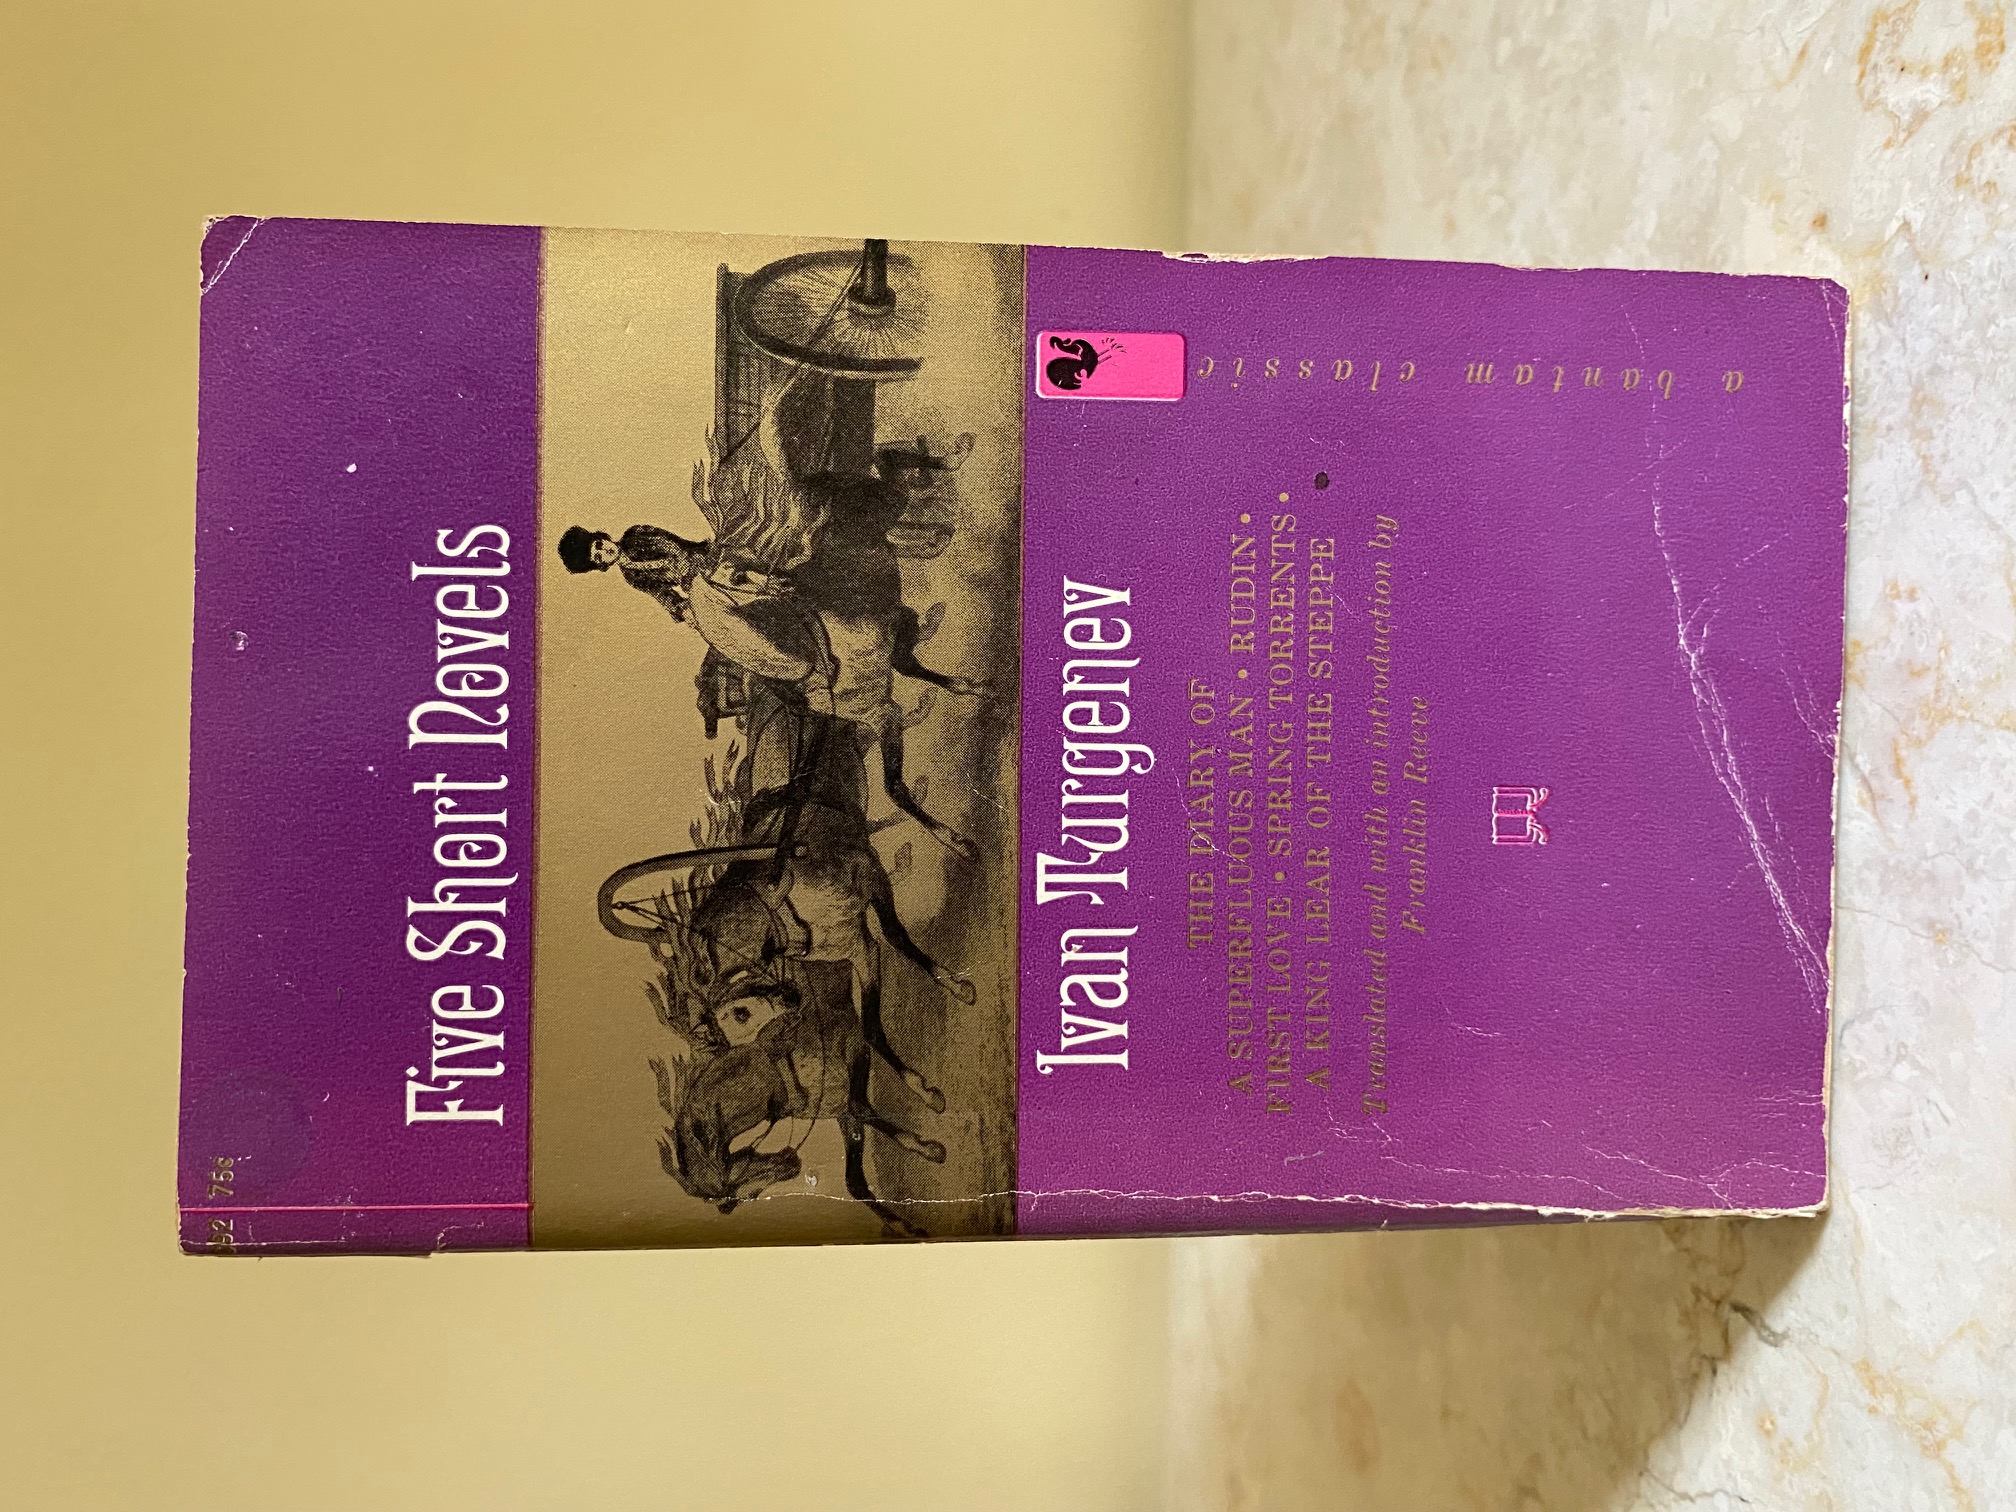 75¢
Five Short Novels
Ivan Turgenev
THE DIARY OF
A SUPERFLUOUS MAN • RUDIN •
FIRST LOVE • SPRING TORRENTS •
A KING LEAR OF THE STEPPE
Translated and with an introduction by
Franklin Reeve
a bantam classic